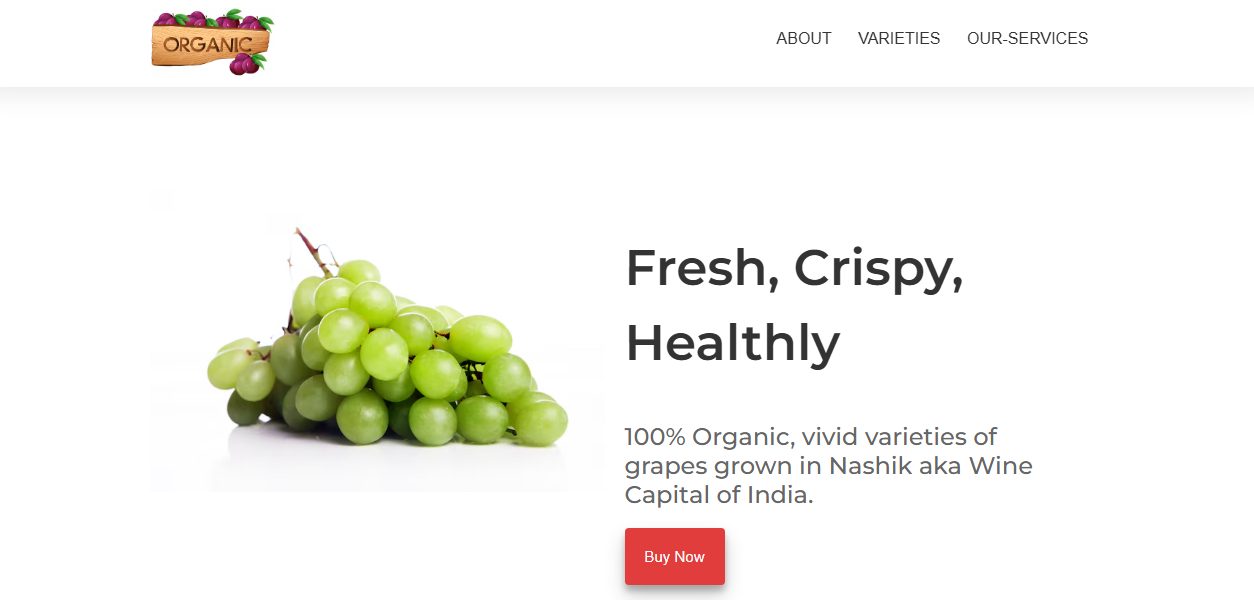 ORGANIC
ABOUT VARIETIES OUR-SERVICES
Fresh, Crispy,
Healthly
100% Organic, vivid varieties of
grapes grown in Nashik aka Wine
Capital of India.
Buy Now